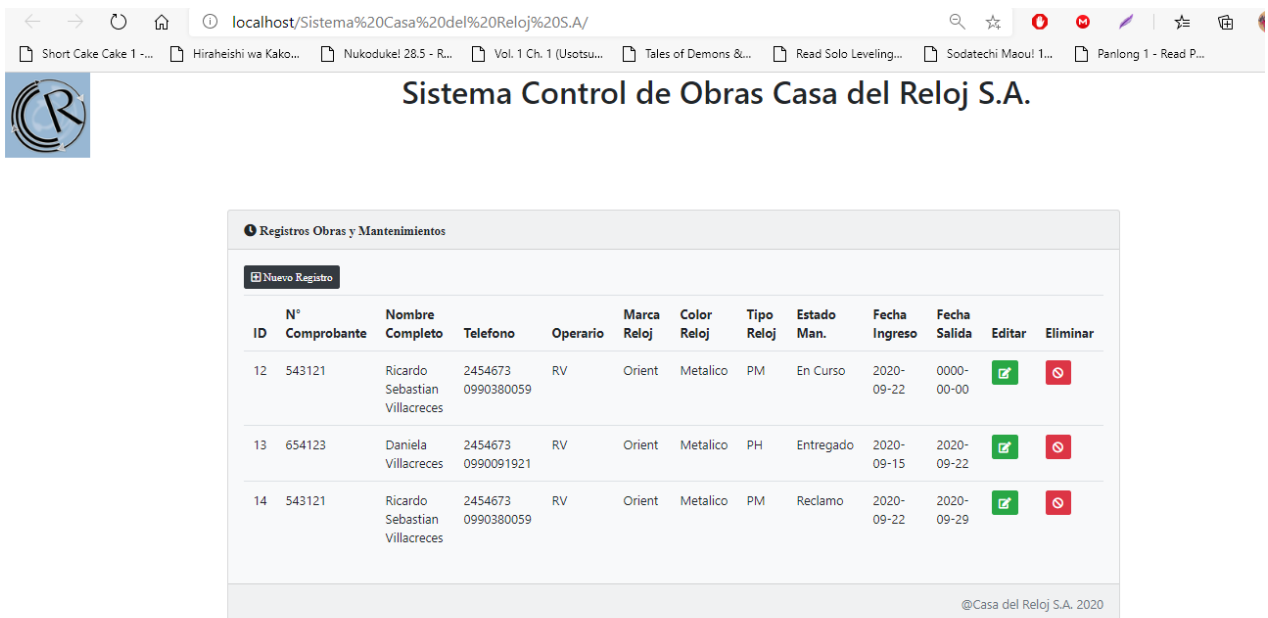 localhost/Sistema%20Casa%20del%20Reloj%20S.A/
Short Cake Cake 1 -... Hiraheishi wa Kako... Nukoduke! 28.5 - R... Vol. 1 Ch. 1 (Usotsu... Tales of Demons &... Read Solo Leveling... Sodatechi Maou! 1... Panlong 1 - Read P...
CR
Sistema Control de Obras Casa del Reloj S.A.
Registros Obras y Mantenimientos
Nuevo Registro
N° Nombre Marca Color Tipo Estado Fecha Fecha
ID Comprobante Completo Telefono Operario Reloj Reloj Reloj Man. Ingreso Salida Editar Eliminar
12 543121 Ricardo 2454673 RV Orient Metalico PM En Curso 2020- 0000-
Sebastian 0990380059 09-22 00-00
Villacreces
13 654123 Daniela 2454673 RV Orient Metalico PH Entregado 2020- 2020-
Villacreces 0990091921 09-15 09-22
14 543121 Ricardo 2454673 RV Orient Metalico PM Reclamo 2020- 2020-
Sebastian 0990380059 09-22 09-29
Villacreces
@Casa del Reloj S.A. 2020